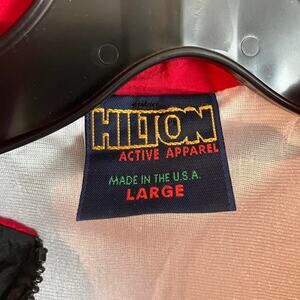 HILTON
ACTIVE APPAREL
MADE IN THE U.S.A.
LARGE